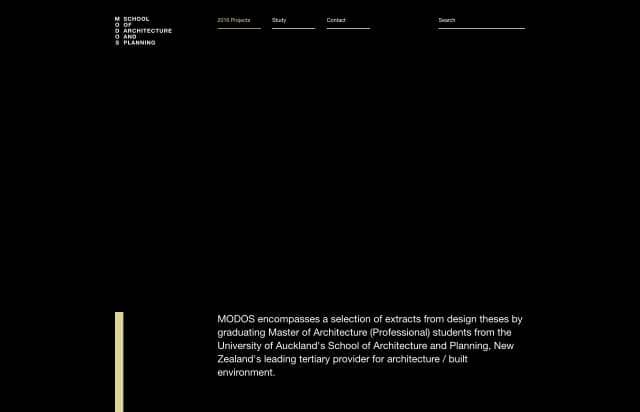 M SCHOOL
O OF
D ARCHITECTURE
O AND
S PLANNING
2016 Projects
Study
Contact
Search
MODOS encompasses a selection of extracts from design theses by
graduating Master of Architecture (Professional) students from the
University of Auckland's School of Architecture and Planning, New
Zealand's leading tertiary provider for architecture / built
environment.